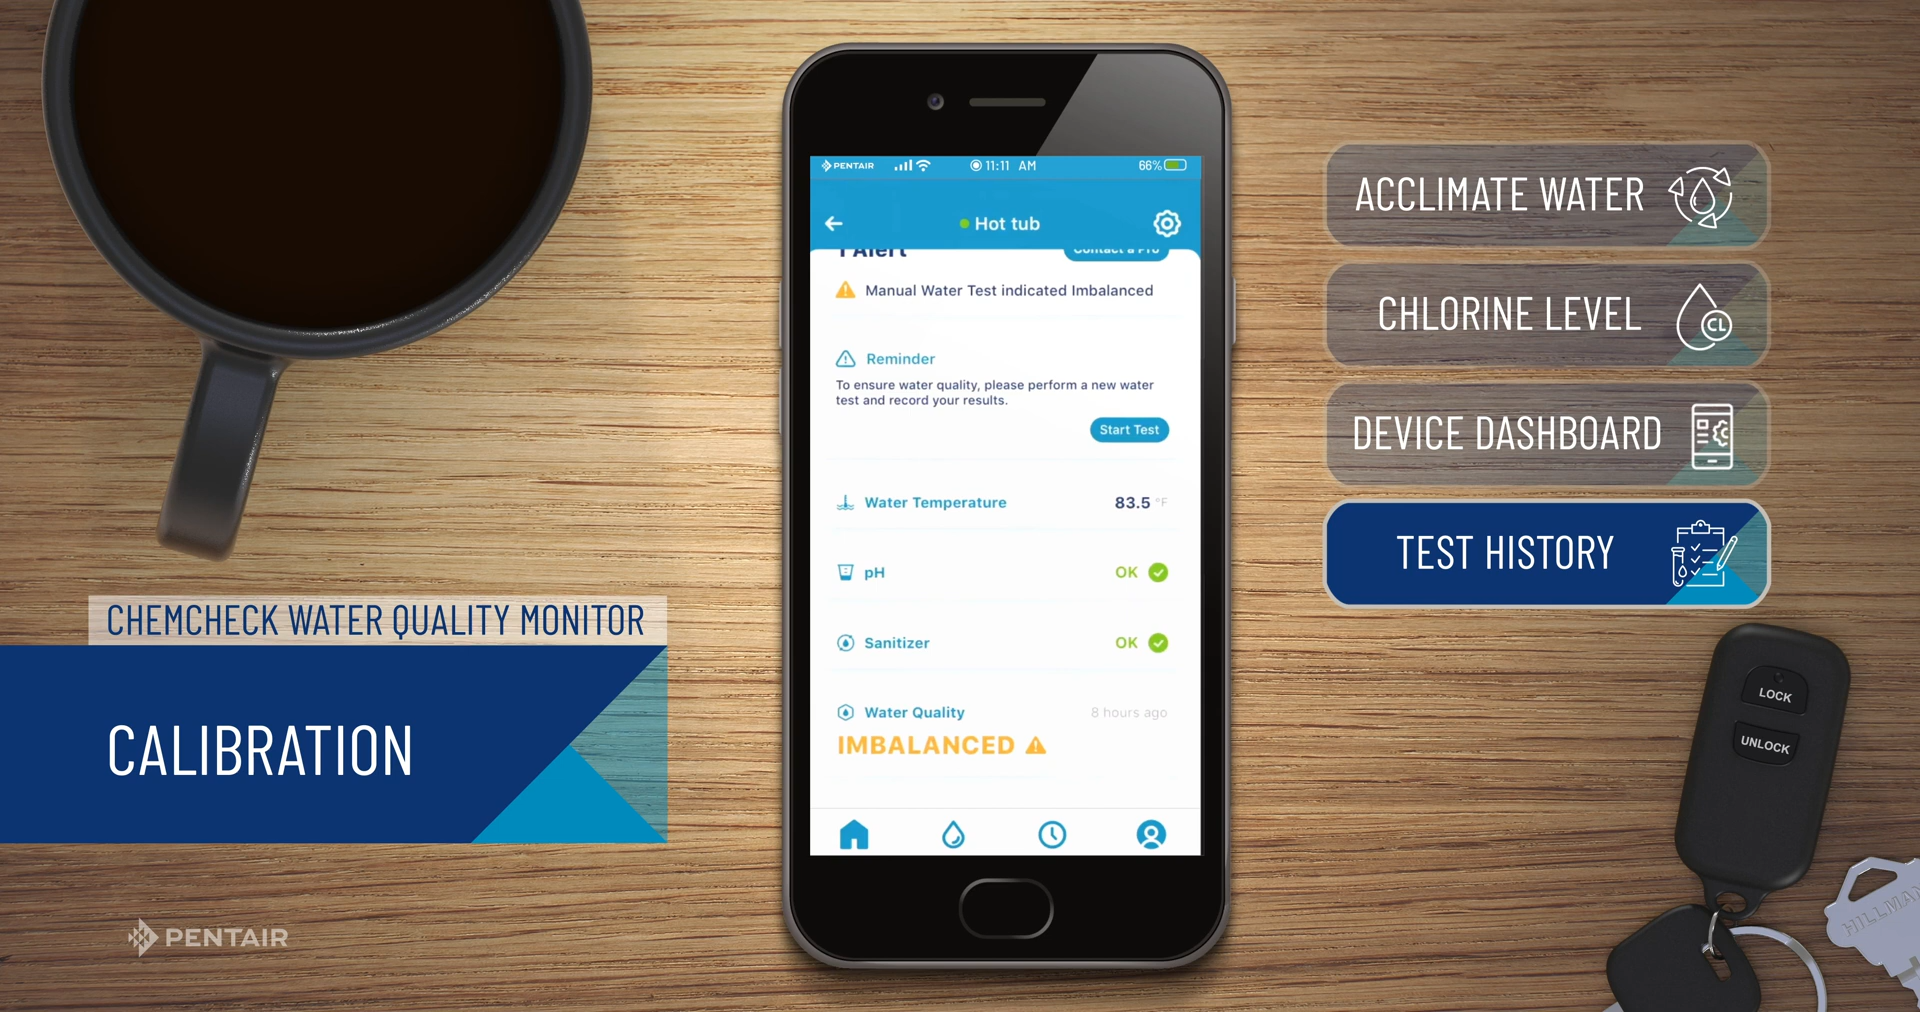 PENTAIR
11:11 AM
66%
Hot tub
1 Alert
Contact a Pro
Manual Water Test indicated Imbalanced
Reminder
To ensure water quality, please perform a new water
test and record your results.
Start Test
Water Temperature
83.5 °F
pH
OK
Sanitizer
OK
Water Quality
8 hours ago
IMBALANCED
ACCLIMATE WATER
CHLORINE LEVEL
CL
DEVICE DASHBOARD
TEST HISTORY
CHEMCHECK WATER QUALITY MONITOR
CALIBRATION
PENTAIR
LOCK
UNLOCK
HILLMAN